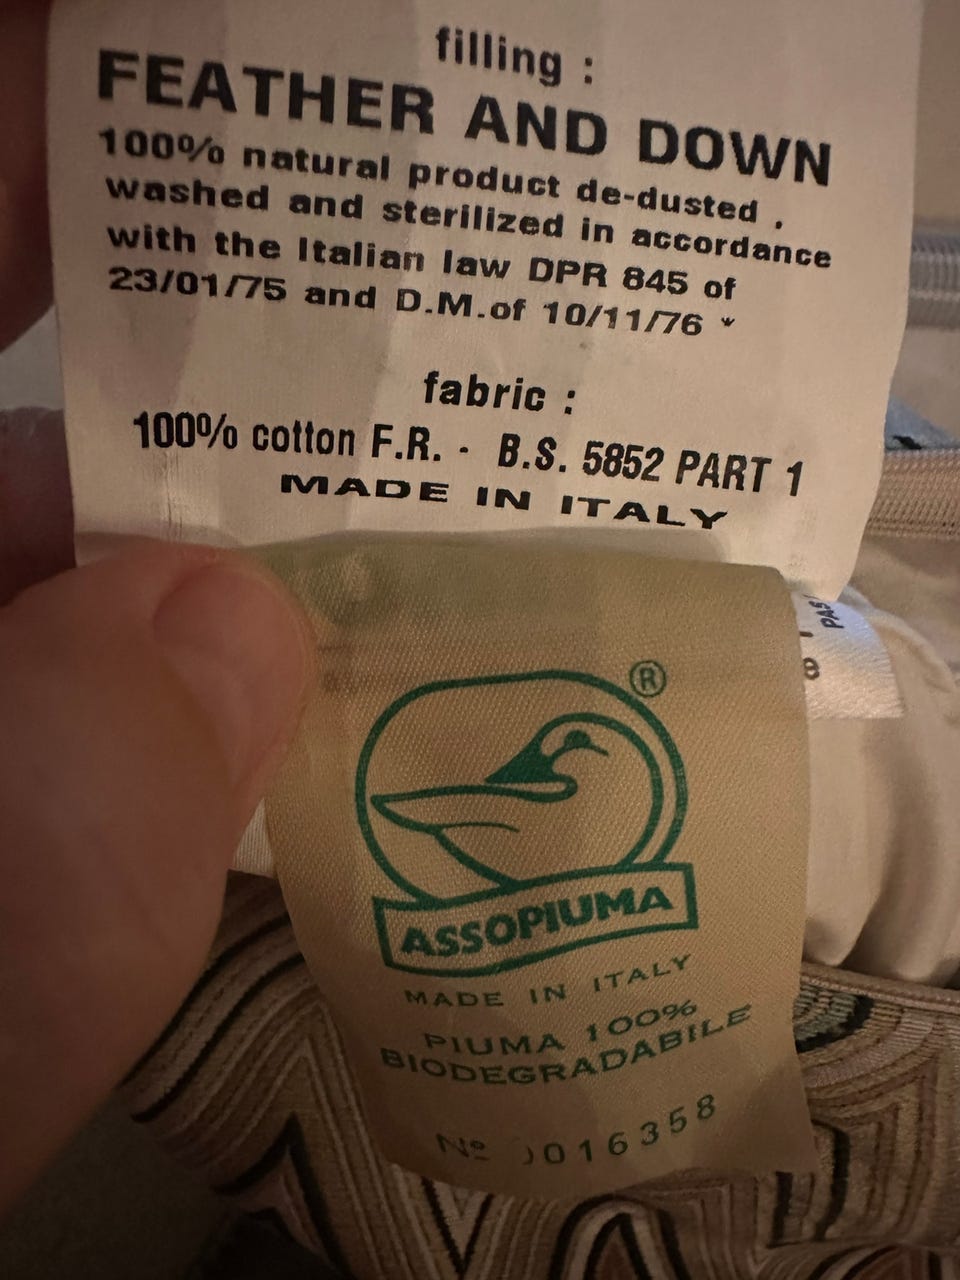 filling :
FEATHER AND DOWN
100% natural product de-dusted .
washed and sterilized in accordance
with the Italian law DPR 845 of
23/01/75 and D.M.of 10/11/76 *
fabric :
100% cotton F.R. - B.S. 5852 PART 1
MADE IN ITALY
®
ASSOPIUMA
MADE IN ITALY
PIUMA 100%
BIODEGRADABILE
Nº 016358